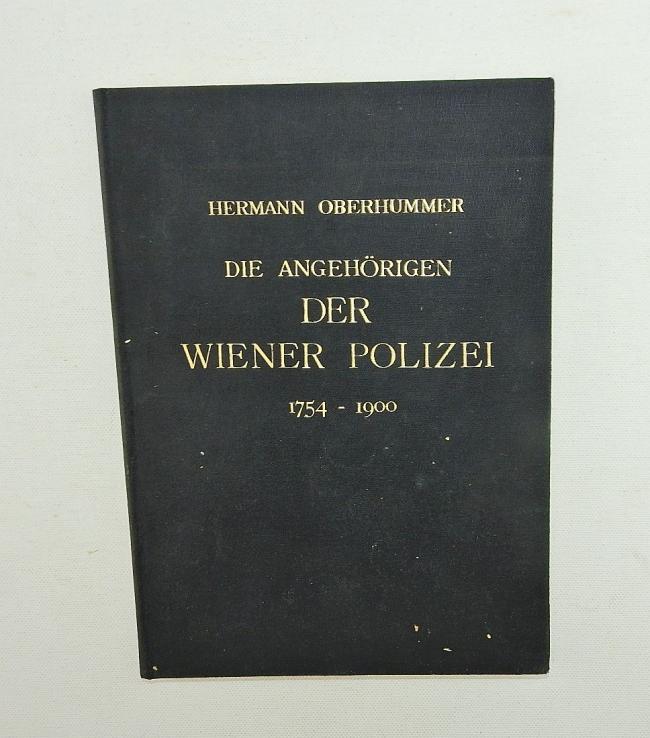 HERMANN OBERHUMMER
DIE ANGEHÖRIGEN
DER
WIENER POLIZEI
1754 - 1900